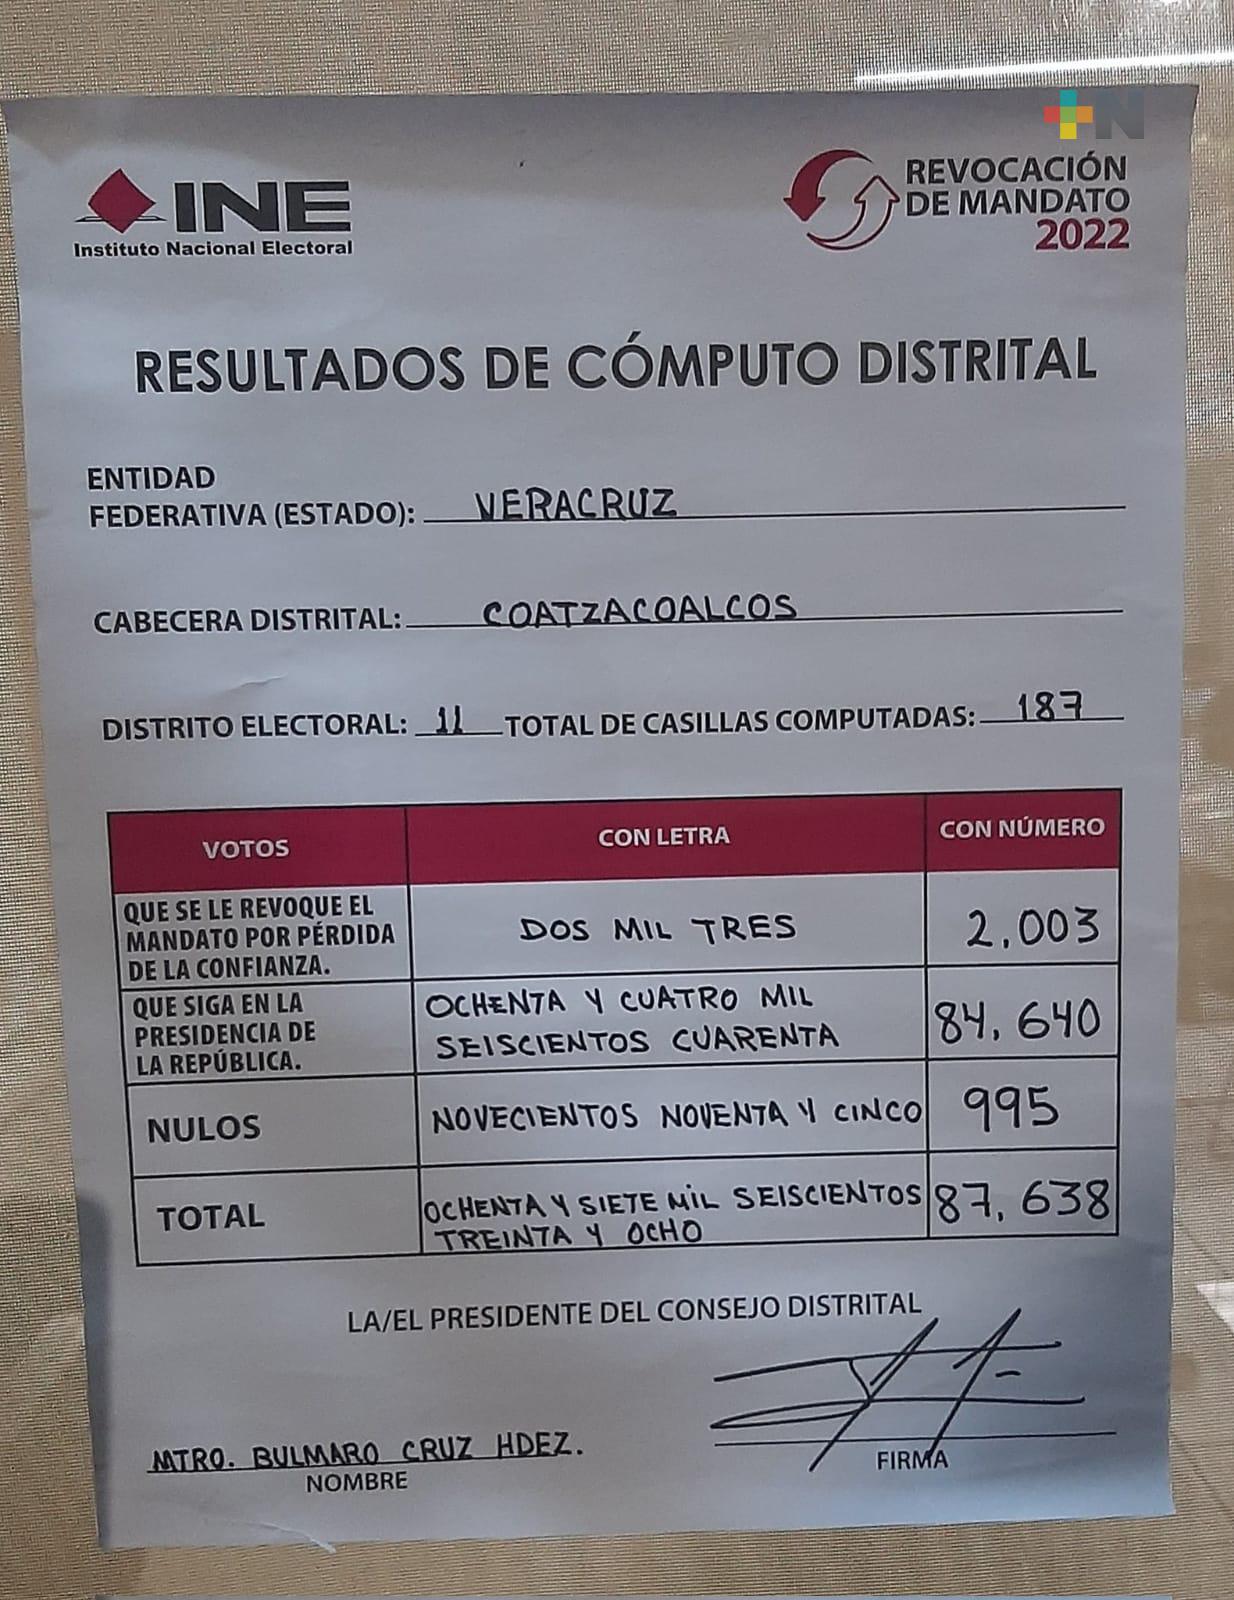 +N
INE
Instituto Nacional Electoral
REVOCACIÓN
DE MANDATO
2022
RESULTADOS DE CÓMPUTO DISTRITAL
ENTIDAD
FEDERATIVA (ESTADO): VERACRUZ
CABECERA DISTRITAL: COATZACOALCOS
DISTRITO ELECTORAL: 11 TOTAL DE CASILLAS COMPUTADAS: 187
VOTOS CON LETRA CON NÚMERO
QUE SE LE REVOQUE EL
MANDATO POR PÉRDIDA
DE LA CONFIANZA.
DOS MIL TRES
2,003
QUE SIGA EN LA
PRESIDENCIA DE
LA REPÚBLICA.
OCHENTA Y CUATRO MIL
SEISCIENTOS CUARENTA
84,640
NULOS
NOVECIENTOS NOVENTA Y CINCO
995
TOTAL
OCHENTA Y SIETE MIL SEISCIENTOS
TREINTA Y OCHO
87,638
LA/EL PRESIDENTE DEL CONSEJO DISTRITAL
MTRO. BULMARO CRUZ HDEZ.
NOMBRE
FIRMA